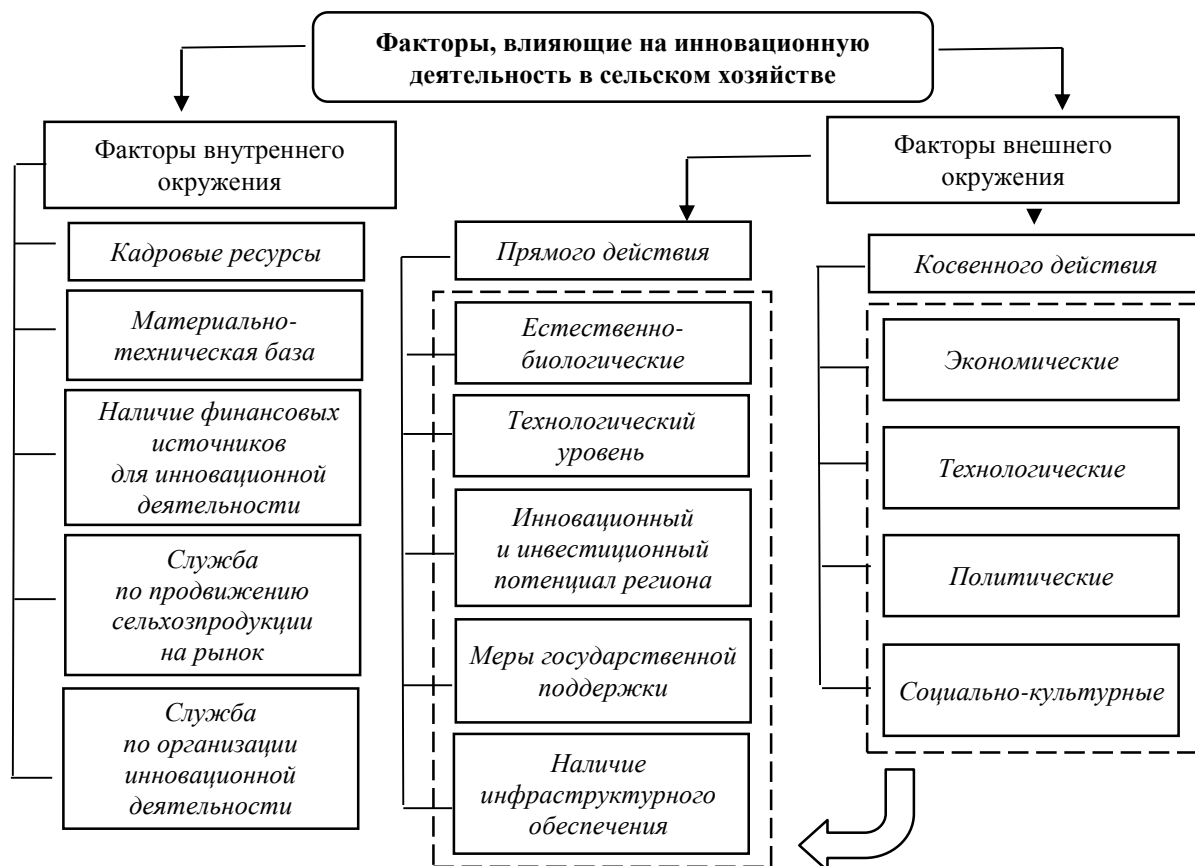 Факторы, влияющие на инновационную
деятельность в сельском хозяйстве
Факторы внутреннего
окружения
Кадровые ресурсы
Материально-
техническая база
Наличие финансовых
источников
для инновационной
деятельности
Служба
по продвижению
сельхозпродукции
на рынок
Служба
по организации
инновационной
деятельности
Факторы внешнего
окружения
Прямого действия
Естественно-
биологические
Технологический
уровень
Инновационный
и инвестиционный
потенциал региона
Меры государственной
поддержки
Наличие
инфраструктурного
обеспечения
Косвенного действия
Экономические
Технологические
Политические
Социально-культурные